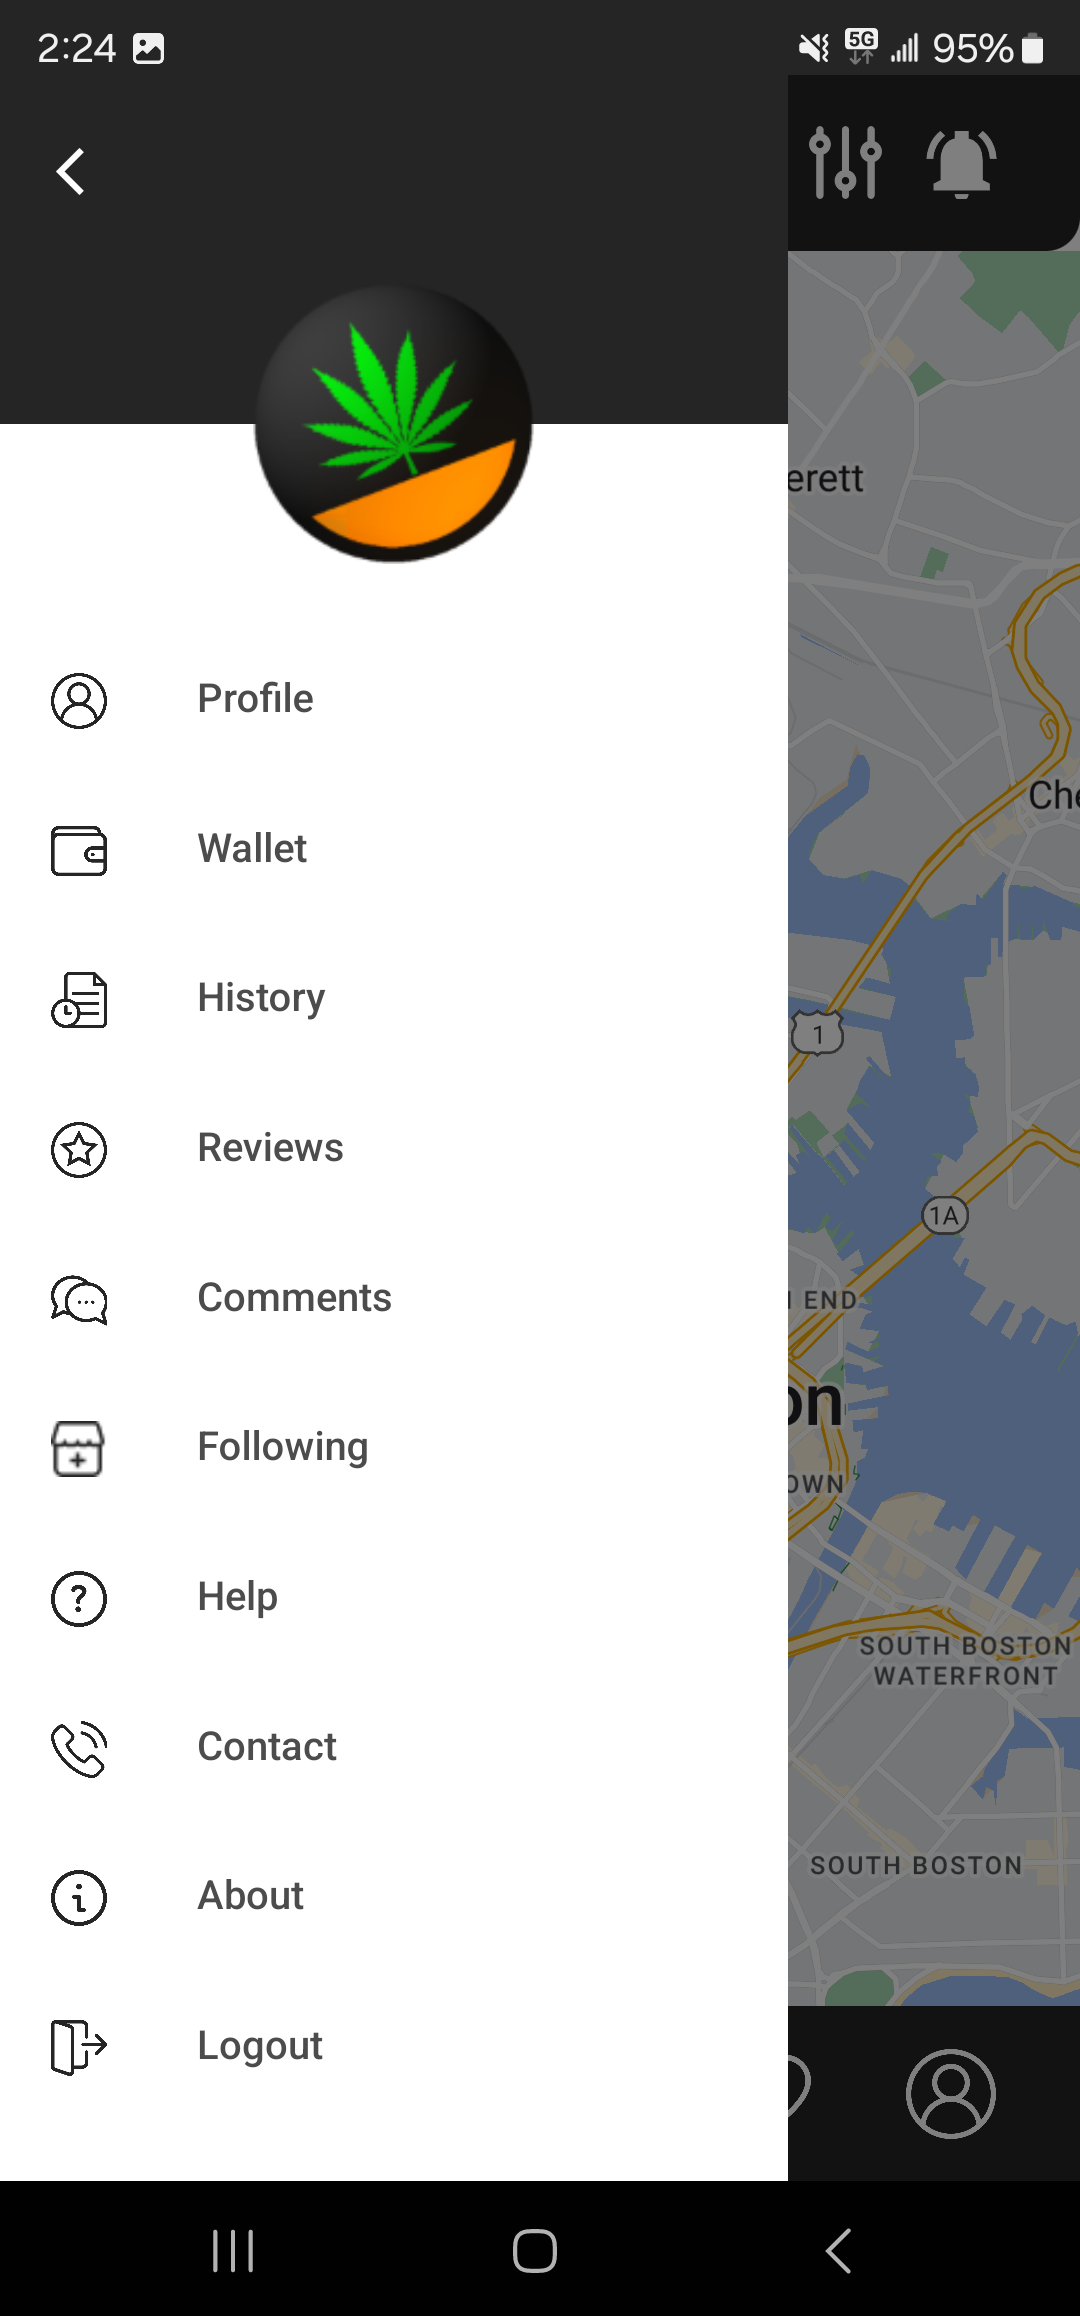 2:24
5G 95%
erett
Profile
Che
Wallet
History
1
Reviews
1A
Comments
END
on
Following
OWN
Help
SOUTH BOSTON
WATERFRONT
Contact
SOUTH BOSTON
About
Logout